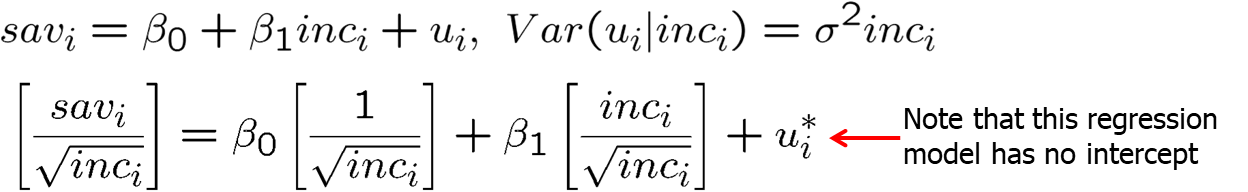 sav_i = β_0 + β_1 inc_i + u_i, Var(u_i|inc_i) = σ^2 inc_i
[sav_i / √inc_i] = β_0 [1 / √inc_i] + β_1 [inc_i / √inc_i] + u_i^*
Note that this regression
model has no intercept